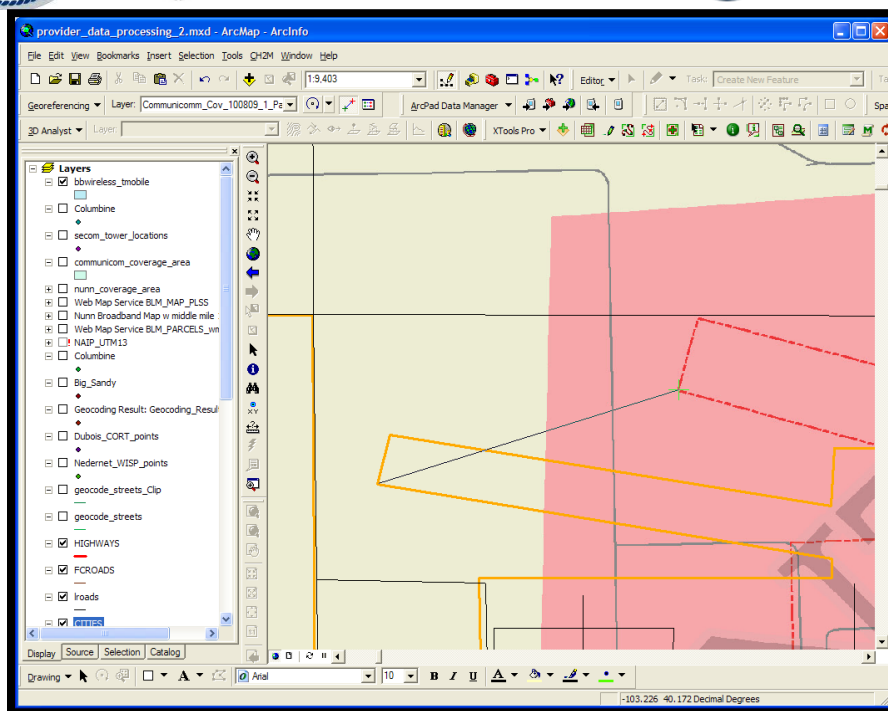 provider_data_processing_2.mxd - ArcMap - ArcInfo
File Edit View Bookmarks Insert Selection Tools CH2M Window Help
1:9,403 Editor Task: Create New Feature
Georeferencing Layer: Communicomm_Cov_100809_1_Pa ArcPad Data Manager
3D Analyst Layer XTools Pro
Layers
bbwireless_tmobile
Columbine
secom_tower_locations
communicom_coverage_area
nunn_coverage_area
Web Map Service BLM_MAP_PLSS
Nunn Broadband Map w middle mile
Web Map Service BLM_PARCELS_wm
NAIP_UTM13
Columbine
Big_Sandy
Geocoding Result: Geocoding_Resul
Dubois_CORT_points
Nedernet_WISP_points
geocode_streets_Clip
geocode_streets
HIGHWAYS
FCROADS
lroads
CITIES
Display Source Selection Catalog
Drawing A Arial 10 B I U A
-103.226 40.172 Decimal Degrees